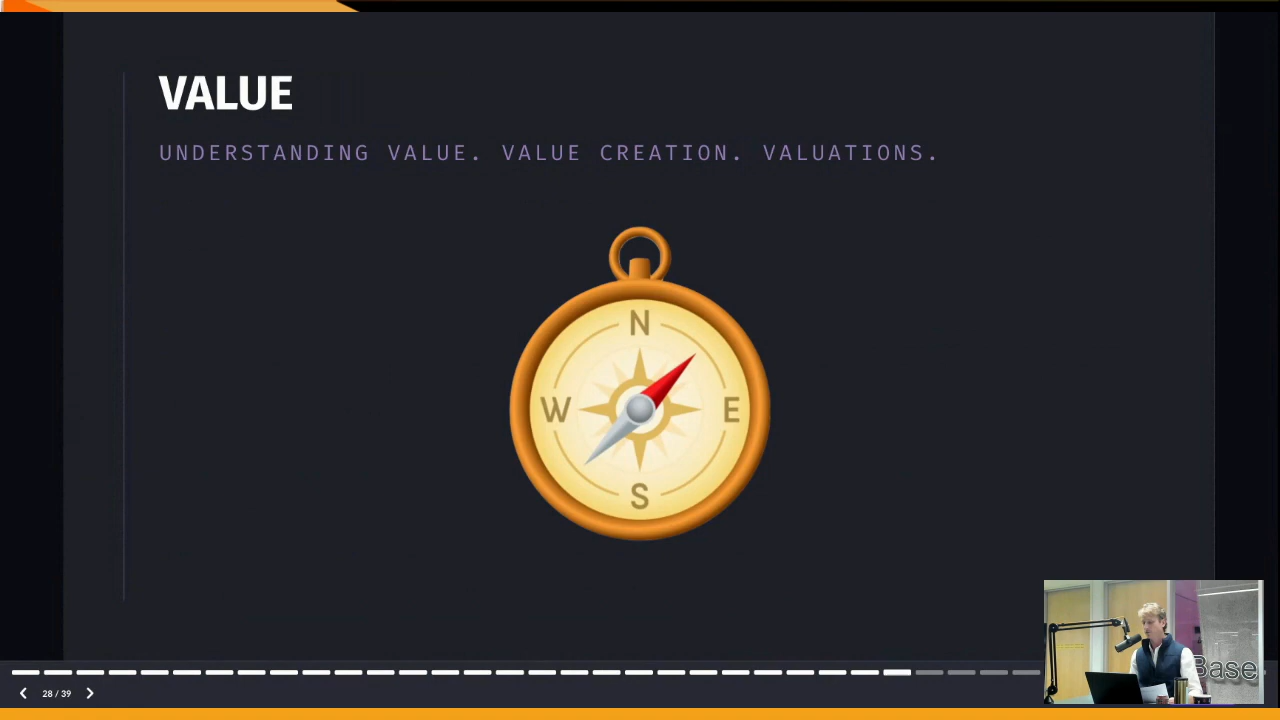 VALUE
UNDERSTANDING VALUE. VALUE CREATION. VALUATIONS.
N
W E
S
28 / 39
Base